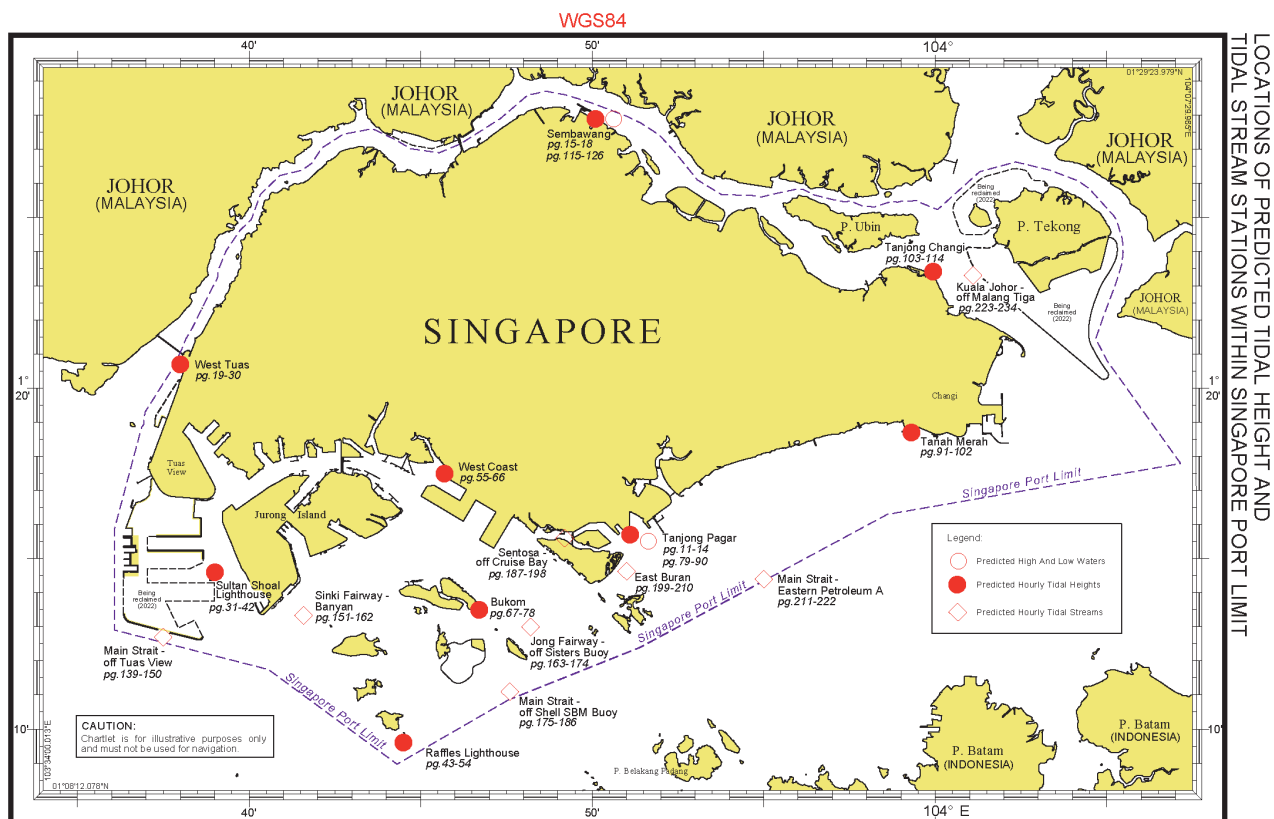 WGS84
LOCATIONS OF PREDICTED TIDAL HEIGHT AND
TIDAL STREAM STATIONS WITHIN SINGAPORE PORT LIMIT
40'
50'
104°
01°29'23.979"N
104°07'29.985"E
JOHOR
(MALAYSIA)
JOHOR
(MALAYSIA)
JOHOR
(MALAYSIA)
JOHOR
(MALAYSIA)
Sembawang
pg.15-18
pg.115-126
Being
reclaimed
(2022)
P. Ubin
P. Tekong
Tanjong Changi
pg.103-114
Kuala Johor -
off Malang Tiga
pg.223-234
Being
reclaimed
(2022)
JOHOR
(MALAYSIA)
SINGAPORE
West Tuas
pg.19-30
1°
20'
1°
20'
Changi
Tanah Merah
pg.91-102
Tuas
View
West Coast
pg.55-66
Singapore Port Limit
Jurong Island
Tanjong Pagar
pg.11-14
pg.79-90
Sentosa -
off Cruise Bay
pg.187-198
East Buran
pg.199-210
Main Strait -
Eastern Petroleum A
pg.211-222
Legend:
Predicted High And Low Waters
Predicted Hourly Tidal Heights
Predicted Hourly Tidal Streams
Sultan Shoal
Lighthouse
pg.31-42
Being
reclaimed
(2022)
Sinki Fairway -
Banyan
pg.151-162
Bukom
pg.67-78
Singapore Port Limit
Jong Fairway -
off Sisters Buoy
pg.163-174
Main Strait -
off Tuas View
pg.139-150
Singapore Port Limit
Main Strait -
off Shell SBM Buoy
pg.175-186
10'
10'
CAUTION:
Chartlet is for illustrative purposes only
and must not be used for navigation.
Raffles Lighthouse
pg.43-54
P. Batam
(INDONESIA)
P. Batam
(INDONESIA)
P. Belakang Padang
103°34'00.013"E
01°08'12.078"N
40'
50'
104° E